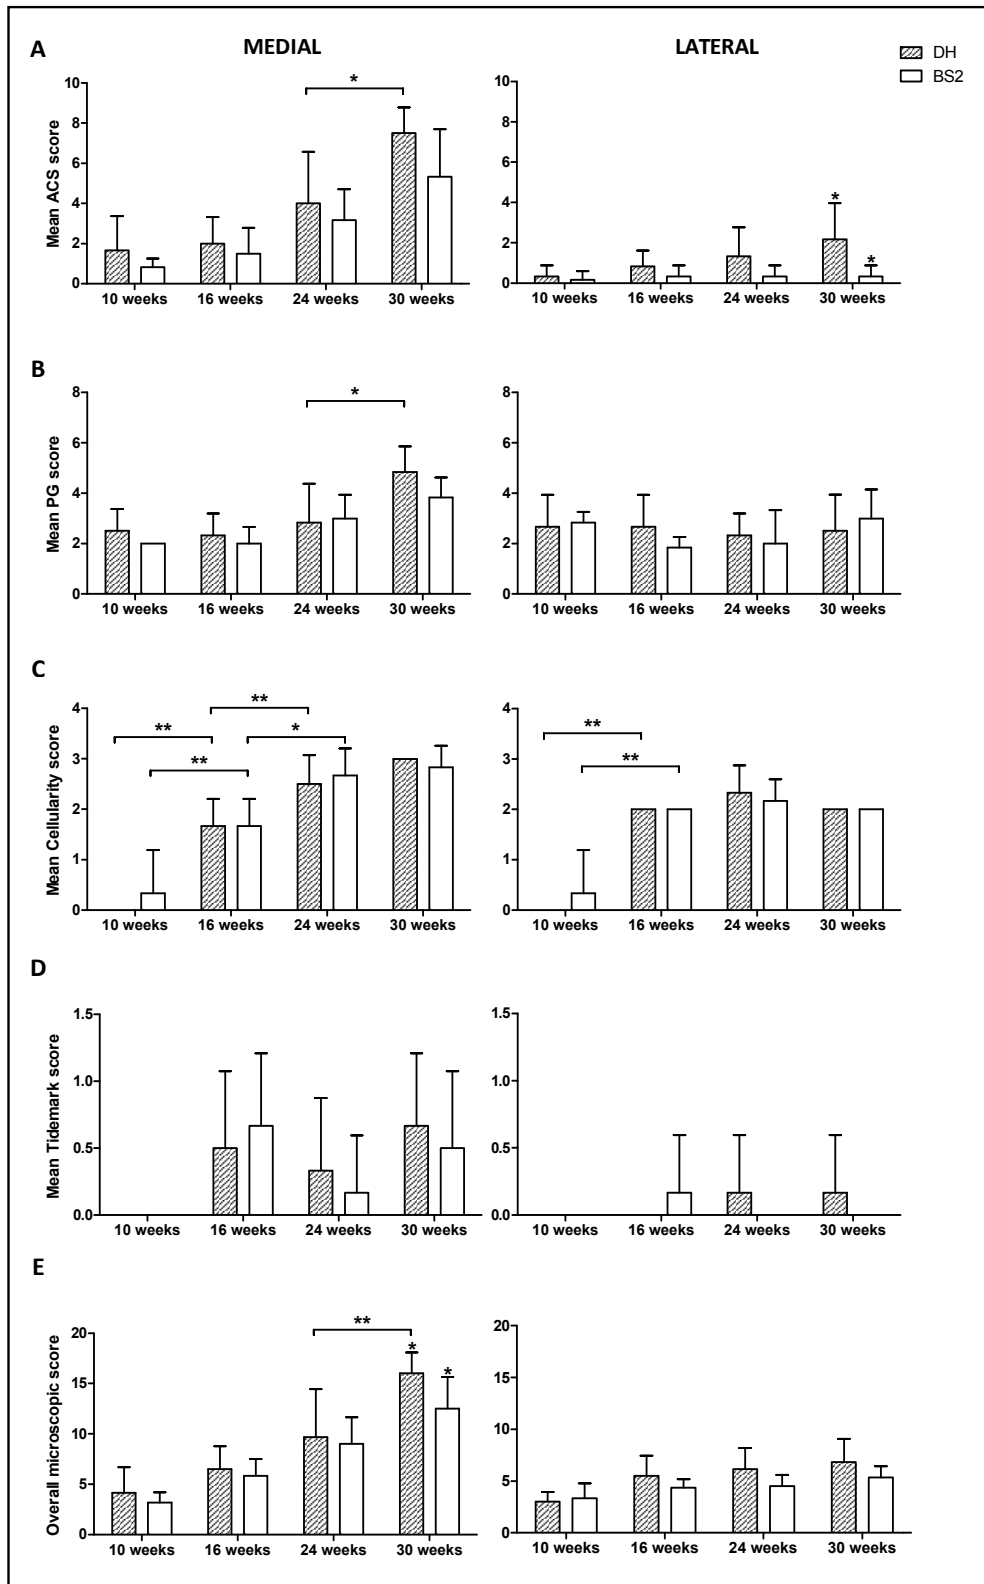 MEDIAL LATERAL
A
DH
BS2
Mean ACS score
10
8
6
4
2
0
*
10 weeks 16 weeks 24 weeks 30 weeks
10
8
6
4
2
0
*
*
10 weeks 16 weeks 24 weeks 30 weeks
B
Mean PG score
8
6
4
2
0
*
10 weeks 16 weeks 24 weeks 30 weeks
8
6
4
2
0
10 weeks 16 weeks 24 weeks 30 weeks
C
Mean Cellularity score
4
3
2
1
0
**
**
*
**
10 weeks 16 weeks 24 weeks 30 weeks
4
3
2
1
0
**
**
10 weeks 16 weeks 24 weeks 30 weeks
D
Mean Tidemark score
1.5
1.0
0.5
0.0
10 weeks 16 weeks 24 weeks 30 weeks
1.5
1.0
0.5
0.0
10 weeks 16 weeks 24 weeks 30 weeks
E
Overall microscopic score
20
15
10
5
0
**
*
*
10 weeks 16 weeks 24 weeks 30 weeks
20
15
10
5
0
10 weeks 16 weeks 24 weeks 30 weeks